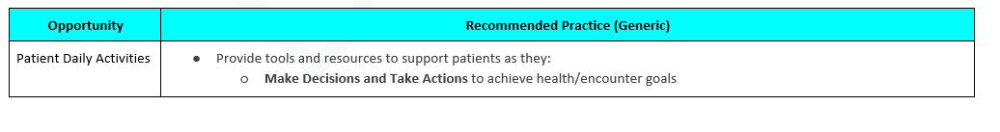 Opportunity
Recommended Practice (Generic)
Patient Daily Activities
● Provide tools and resources to support patients as they:
o Make Decisions and Take Actions to achieve health/encounter goals